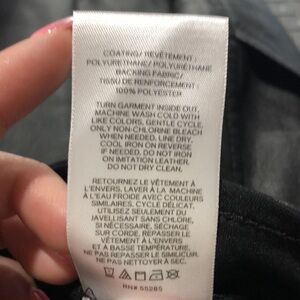 COATING/REVÊTEMENT:
POLYURETHANE/ POLYURÉTHANE
BACKING FABRIC/
TISSU DE RENFORCEMENT:
100% POLYESTER
TURN GARMENT INSIDE OUT,
MACHINE WASH COLD WITH
LIKE COLORS, GENTLE CYCLE,
ONLY NON-CHLORINE BLEACH
WHEN NEEDED. LINE DRY,
COOL IRON ON REVERSE
IF NEEDED. DO NOT IRON
ON IMITATION LEATHER.
DO NOT DRY CLEAN.
RETOURNEZ LE VÊTEMENT À
L'ENVERS, LAVER À LA MACHINE
À L'EAU FROIDE AVEC COULEURS
SIMILAIRES, CYCLE DÉLICAT,
UTILISEZ SEULEMENT DU
JAVELLISANT SANS CHLORE,
SI NÉCESSAIRE, SÉCHAGE
SUR CORDE, REPASSER LE
VÊTEMENT À L'ENVERS
ET À BASSE TEMPÉRATURE,
SI NÉCESSAIRE. NE PAS
REPASSER LE SIMILICUIR.
NE PAS NETTOYER À SEC.
RN# 55285